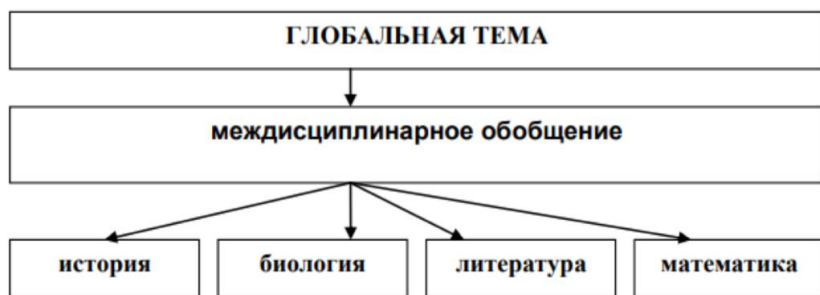 ГЛОБАЛЬНАЯ ТЕМА
междисциплинарное обобщение
история
биология
литература
математика